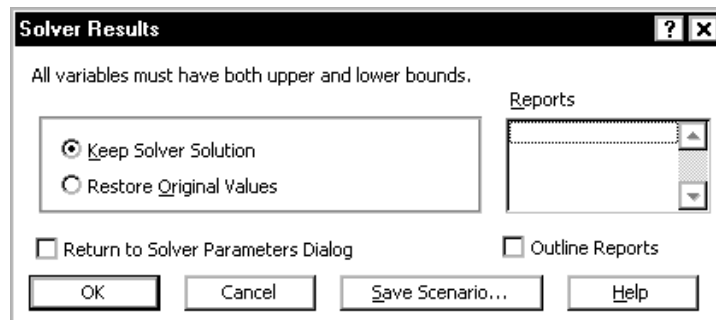 Solver Results
All variables must have both upper and lower bounds.
Reports
Keep Solver Solution
Restore Original Values
Return to Solver Parameters Dialog
Outline Reports
OK
Cancel
Save Scenario...
Help